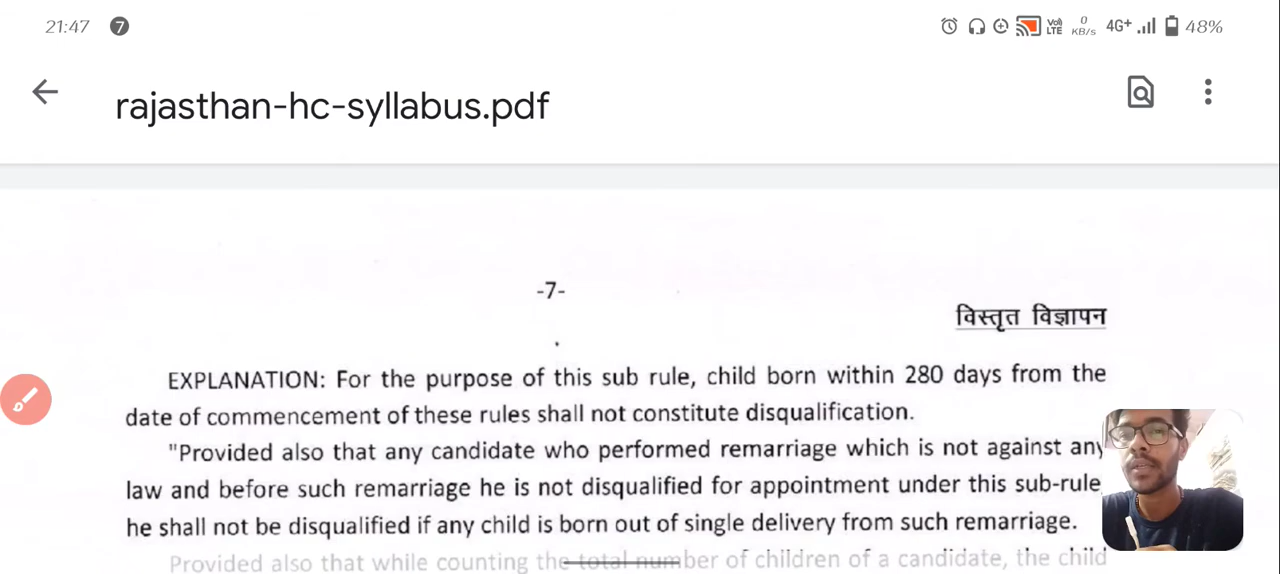 21:47 7 Vo) LTE 0 KB/s 4G+ 48%
rajasthan-hc-syllabus.pdf
-7-
विस्तृत विज्ञापन
EXPLANATION: For the purpose of this sub rule, child born within 280 days from the
date of commencement of these rules shall not constitute disqualification.
"Provided also that any candidate who performed remarriage which is not against any
law and before such remarriage he is not disqualified for appointment under this sub-rule
he shall not be disqualified if any child is born out of single delivery from such remarriage.
Provided also that while counting the total number of children of a candidate, the child